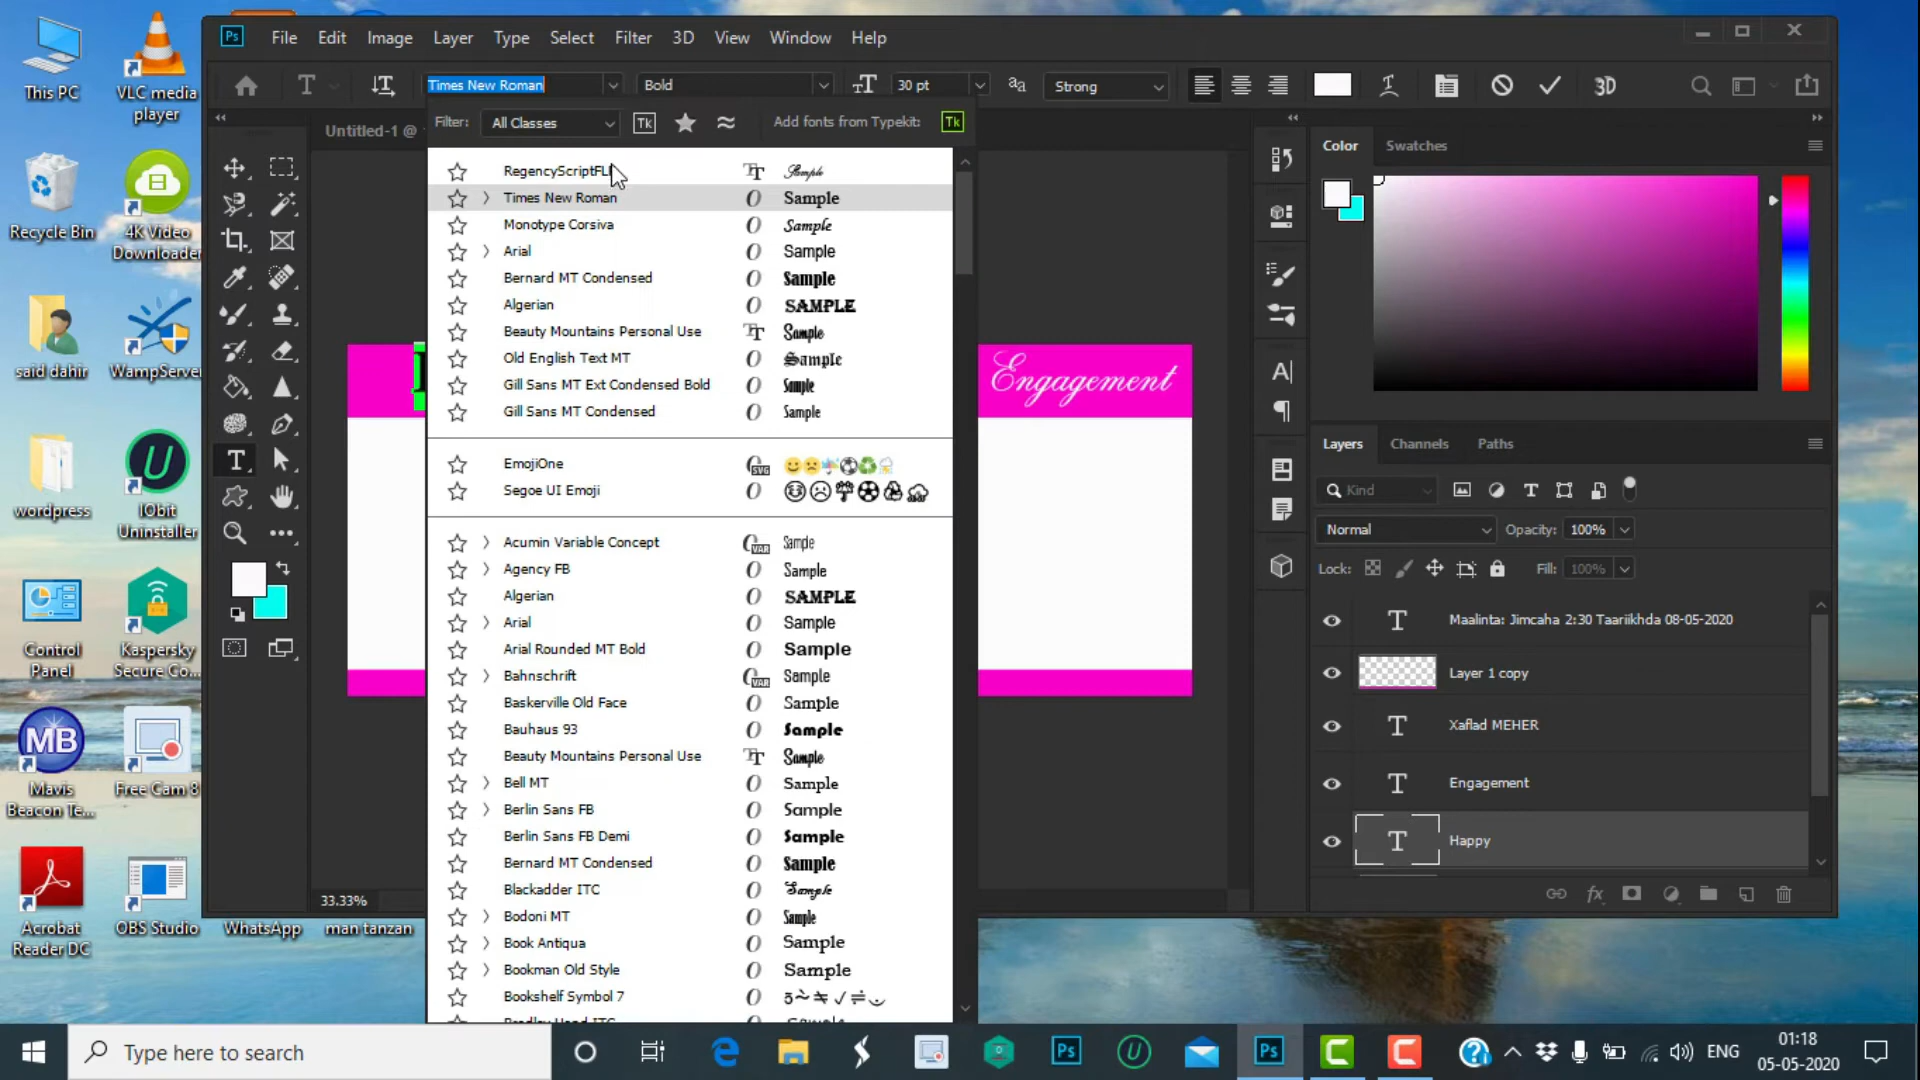 This PC
VLC media
player
Recycle Bin
4K Video
Downloader
said dahir
WampServer
wordpress
IObit
Uninstaller
Control
Panel
Kaspersky
Secure Co...
Mavis
Beacon Te...
Free Cam 8
Acrobat
Reader DC
OBS Studio
WhatsApp
man tanzan
Ps
File Edit Image Layer Type Select Filter 3D View Window Help
Times New Roman Bold 30 pt Strong 3D
Filter: All Classes Tk Add fonts from Typekit: Tk
Untitled-1 @
RegencyScriptFL Sample
Times New Roman Sample
Monotype Corsiva Sample
Arial Sample
Bernard MT Condensed Sample
Algerian SAMPLE
Beauty Mountains Personal Use Sample
Old English Text MT Sample
Gill Sans MT Ext Condensed Bold Sample
Gill Sans MT Condensed Sample
EmojiOne
Segoe UI Emoji
Acumin Variable Concept Sample
Agency FB Sample
Algerian SAMPLE
Arial Sample
Arial Rounded MT Bold Sample
Bahnschrift Sample
Baskerville Old Face Sample
Bauhaus 93 Sample
Beauty Mountains Personal Use Sample
Bell MT Sample
Berlin Sans FB Sample
Berlin Sans FB Demi Sample
Bernard MT Condensed Sample
Blackadder ITC Sample
Bodoni MT Sample
Book Antiqua Sample
Bookman Old Style Sample
Bookshelf Symbol 7
Engagement
33.33%
Color Swatches
Layers Channels Paths
Kind
Normal Opacity: 100%
Lock: Fill: 100%
Maalinta: Jimcaha 2:30 Taariikhda 08-05-2020
Layer 1 copy
Xaflad MEHER
Engagement
Happy
Type here to search
ENG
01:18
05-05-2020